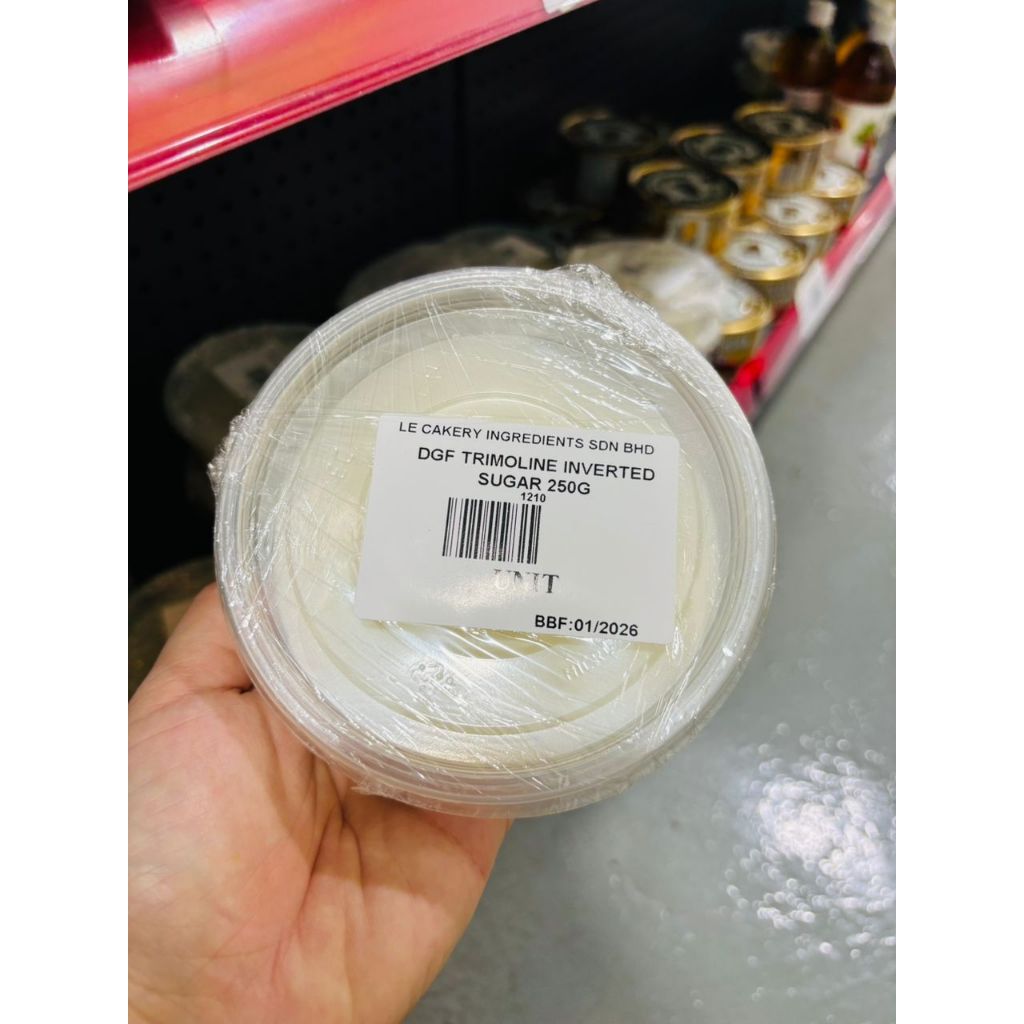 LE CAKERY INGREDIENTS SDN BHD
DGF TRIMOLINE INVERTED
SUGAR 250G
1210
UNIT
BBF:01/2026